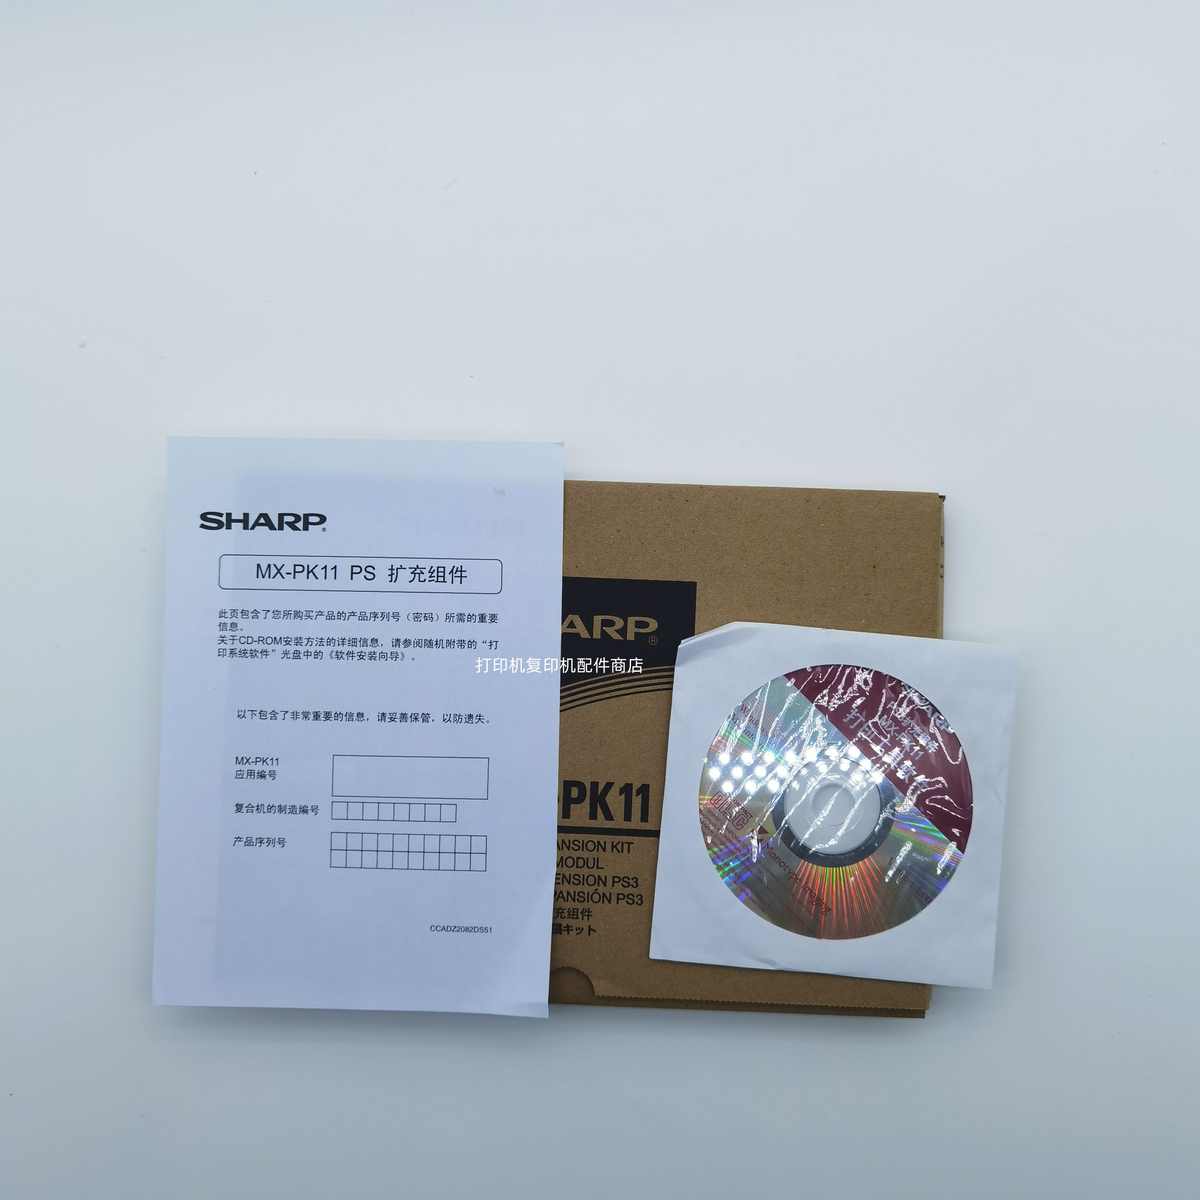 SHARP
MX-PK11 PS 扩充组件
此页包含了您所购买产品的产品序列号（密码）所需的重要
信息。
关于CD-ROM安装方法的详细信息，请参阅随机附带的“打
印系统软件”光盘中的《软件安装向导》。
以下包含了非常重要的信息，请妥善保管，以防遗失。
MX-PK11
应用编号
复合机的制造编号
产品序列号
CCADZ2082DS51
ARP®
打印机复印机配件商店
-PK11
ANSION KIT
MODUL
ENSION PS3
PANSIÓN PS3
充组件
キット